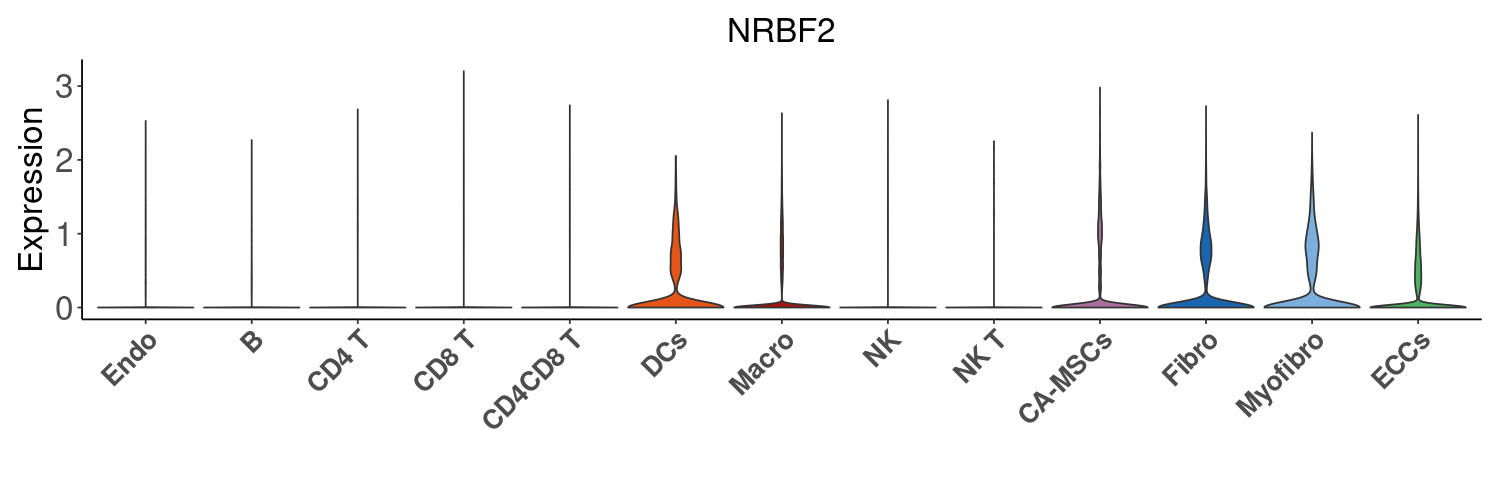 NRBF2
Expression
3
2
1
0
Endo
B
CD4 T
CD8 T
CD4CD8 T
DCs
Macro
NK
NK T
CA-MSCs
Fibro
Myofibro
ECCs